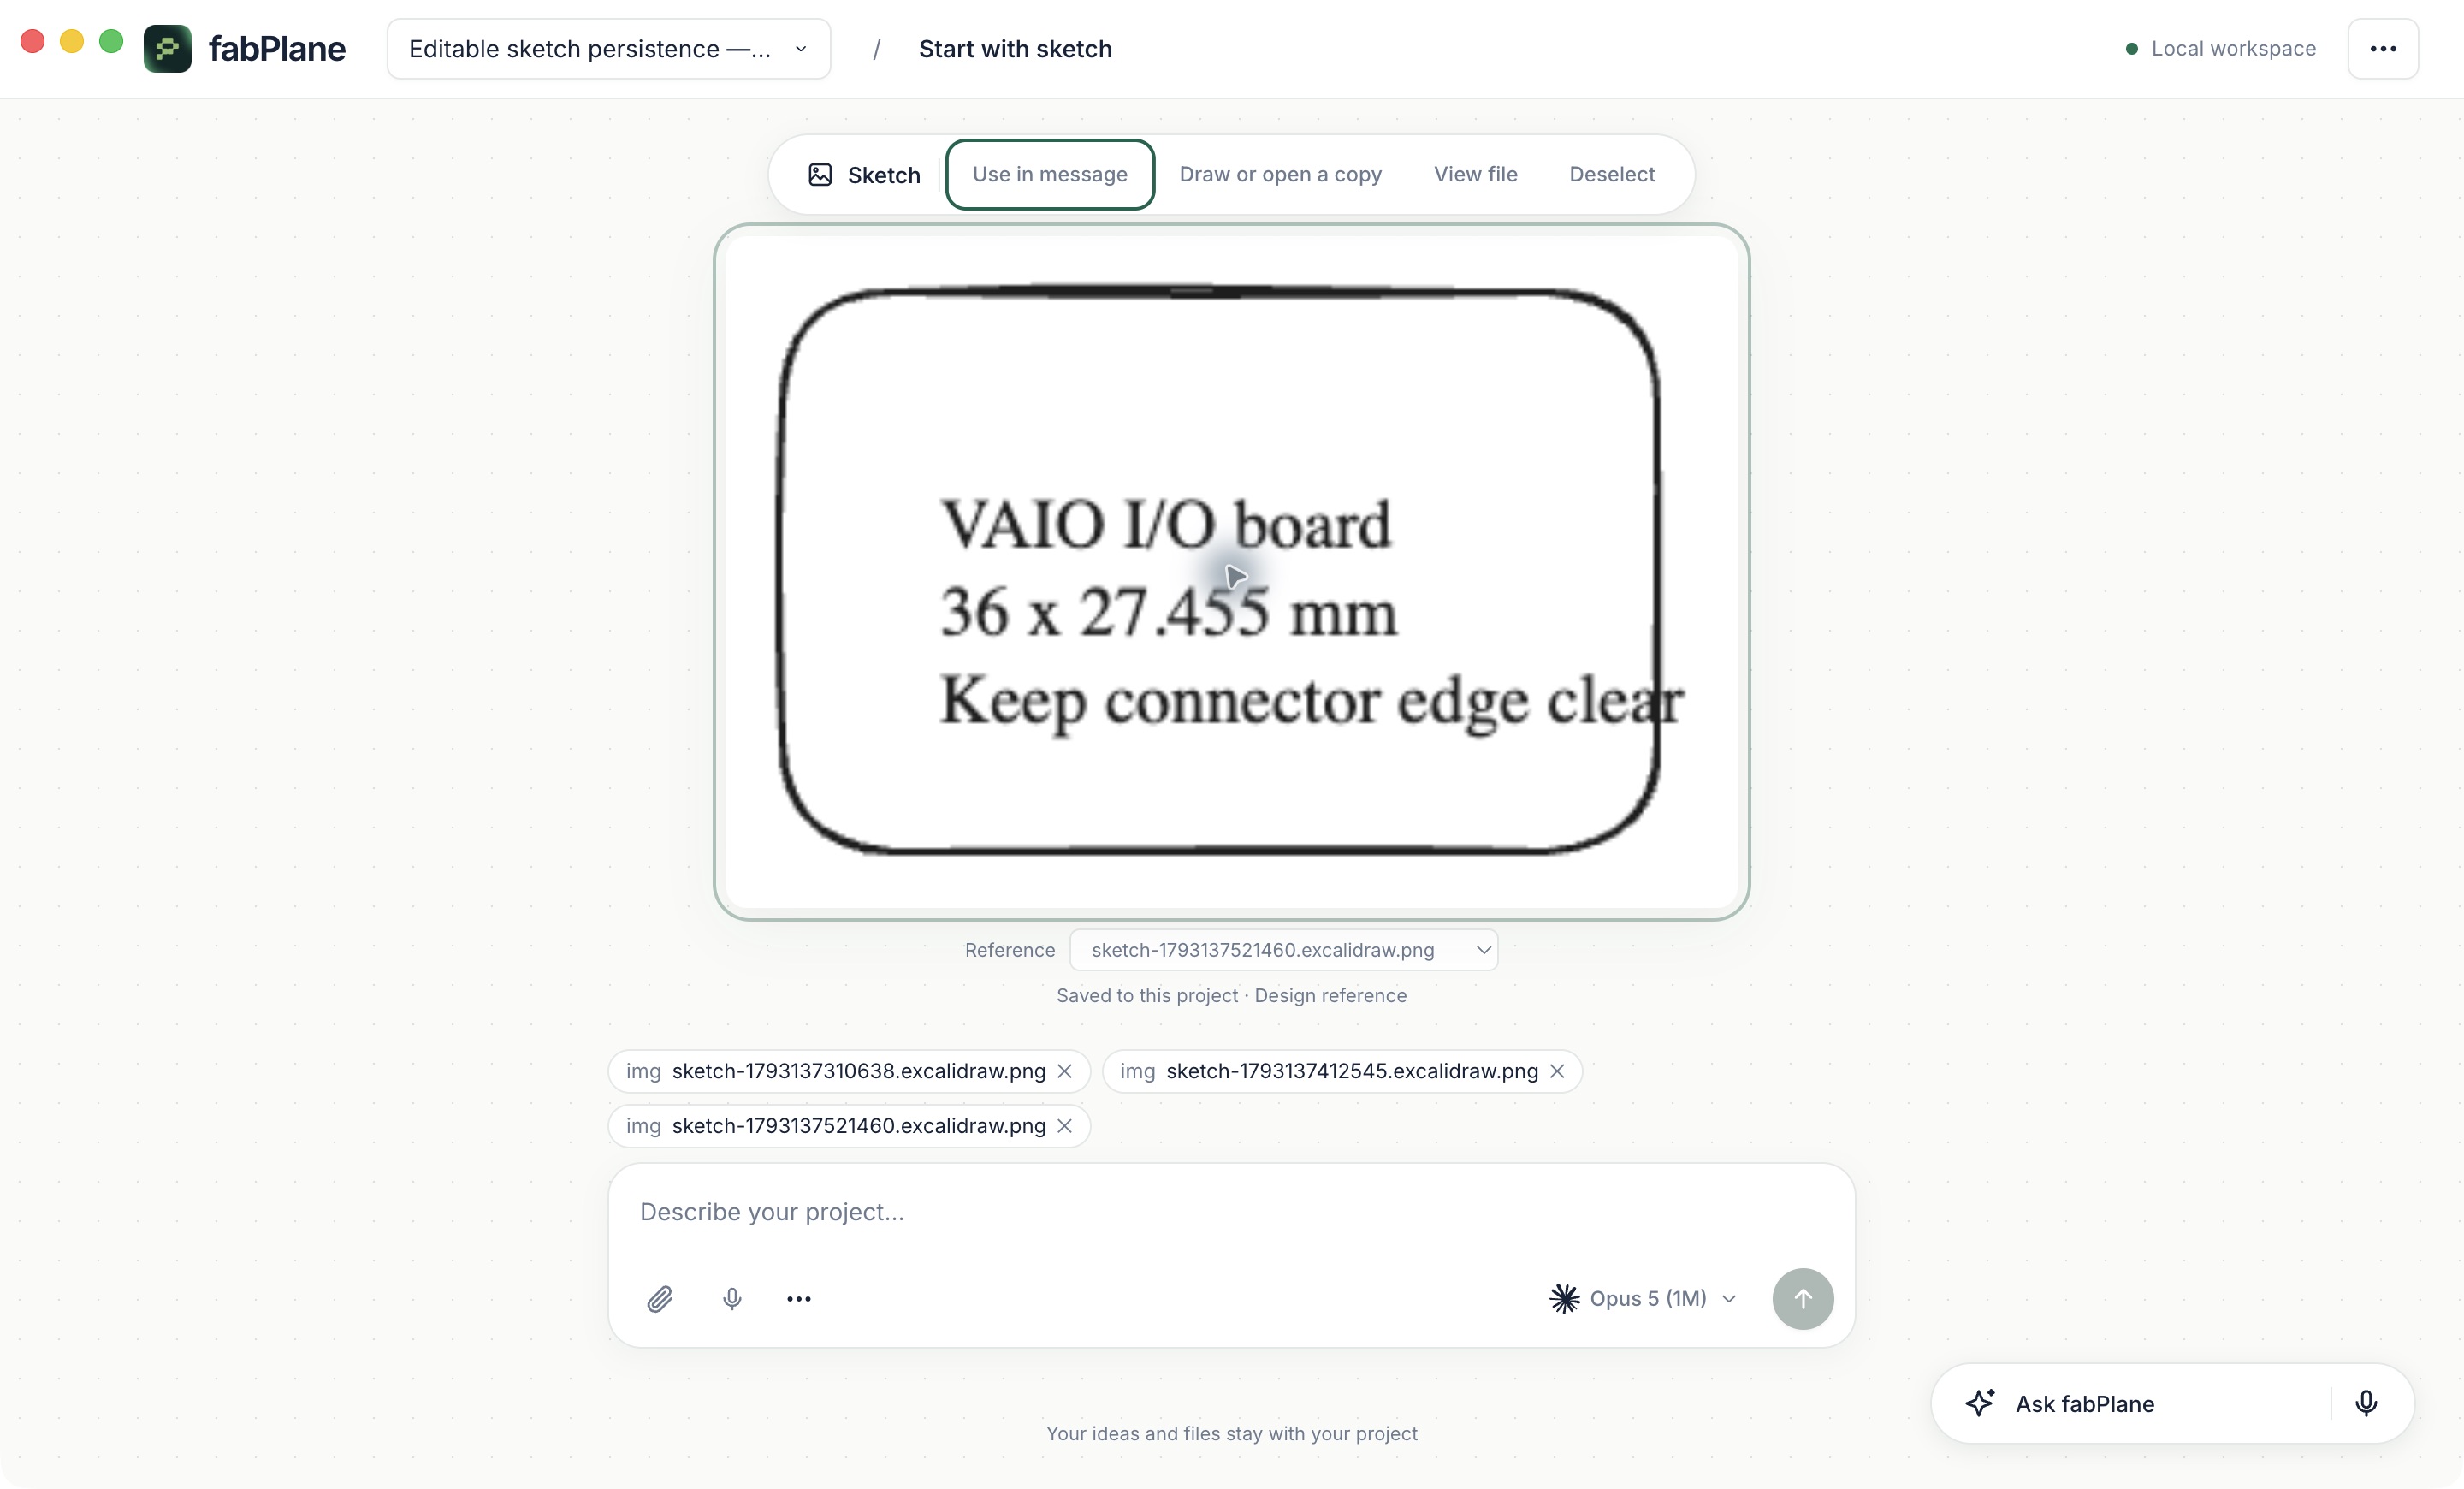 fabPlane
Editable sketch persistence —...
/
Start with sketch
Local workspace
Sketch
Use in message
Draw or open a copy
View file
Deselect
VAIO I/O board
36 x 27.455 mm
Keep connector edge clear
Reference
sketch-1793137521460.excalidraw.png
Saved to this project · Design reference
img sketch-1793137310638.excalidraw.png
img sketch-1793137412545.excalidraw.png
img sketch-1793137521460.excalidraw.png
Describe your project...
Opus 5 (1M)
Ask fabPlane
Your ideas and files stay with your project